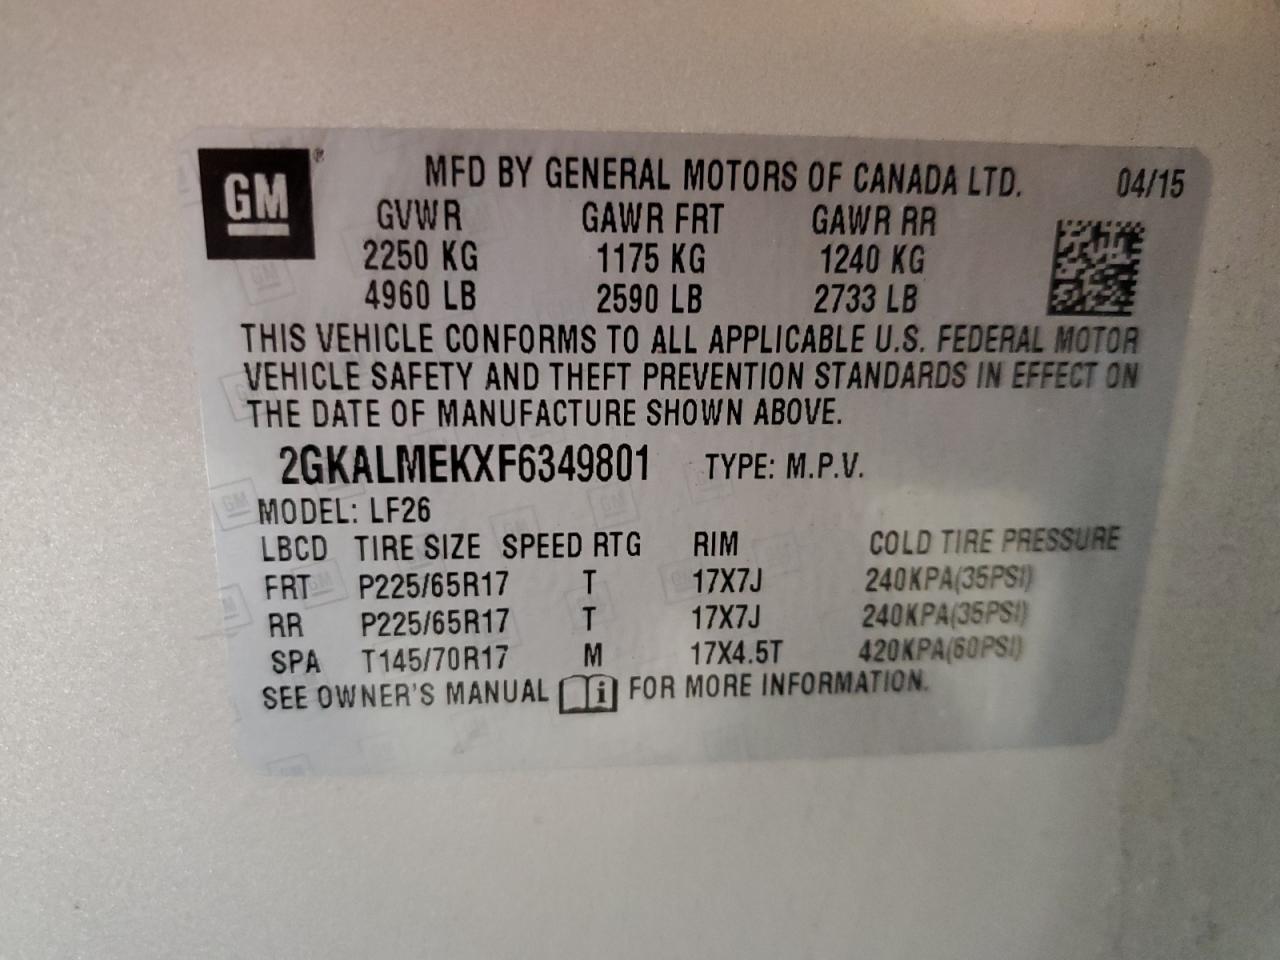 GM®
MFD BY GENERAL MOTORS OF CANADA LTD. 04/15
GVWR GAWR FRT GAWR RR
2250 KG 1175 KG 1240 KG
4960 LB 2590 LB 2733 LB
THIS VEHICLE CONFORMS TO ALL APPLICABLE U.S. FEDERAL MOTOR
VEHICLE SAFETY AND THEFT PREVENTION STANDARDS IN EFFECT ON
THE DATE OF MANUFACTURE SHOWN ABOVE.
2GKALMEKXF6349801 TYPE: M.P.V.
MODEL: LF26
LBCD TIRE SIZE SPEED RTG RIM COLD TIRE PRESSURE
FRT P225/65R17 T 17X7J 240KPA(35PSI)
RR P225/65R17 T 17X7J 240KPA(35PSI)
SPA T145/70R17 M 17X4.5T 420KPA(60PSI)
SEE OWNER'S MANUAL i FOR MORE INFORMATION.